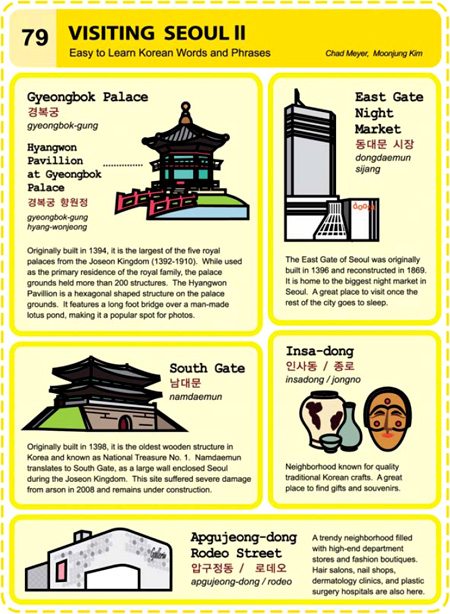 79
VISITING SEOUL II
Easy to Learn Korean Words and Phrases
Chad Meyer, Moonjung Kim
Gyeongbok Palace
경복궁
gyeongbok-gung
Hyangwon
Pavillion
at Gyeongbok
Palace
경복궁 향원정
gyeongbok-gung
hyang-wonjeong
Originally built in 1394, it is the largest of the five royal
palaces from the Joseon Kingdom (1392-1910). While used
as the primary residence of the royal family, the palace
grounds held more than 200 structures. The Hyangwon
Pavillion is a hexagonal shaped structure on the palace
grounds. It features a long foot bridge over a man-made
lotus pond, making it a popular spot for photos.
East Gate
Night
Market
동대문 시장
dongdaemun
sijang
The East Gate of Seoul was originally
built in 1396 and reconstructed in 1869.
It is home to the biggest night market in
Seoul. A great place to visit once the
rest of the city goes to sleep.
South Gate
남대문
namdaemun
Originally built in 1398, it is the oldest wooden structure in
Korea and known as National Treasure No. 1. Namdaemun
translates to South Gate, as a large wall enclosed Seoul
during the Joseon Kingdom. This site suffered severe damage
from arson in 2008 and remains under construction.
Insa-dong
인사동 / 종로
insadong / jongno
Neighborhood known for quality
traditional Korean crafts. A great
place to find gifts and souvenirs.
Galleria
Apgujeong-dong
Rodeo Street
압구정동 / 로데오
apgujeong-dong / rodeo
A trendy neighborhood filled
with high-end department
stores and fashion boutiques.
Hair salons, nail shops,
dermatology clinics, and plastic
surgery hospitals are also here.